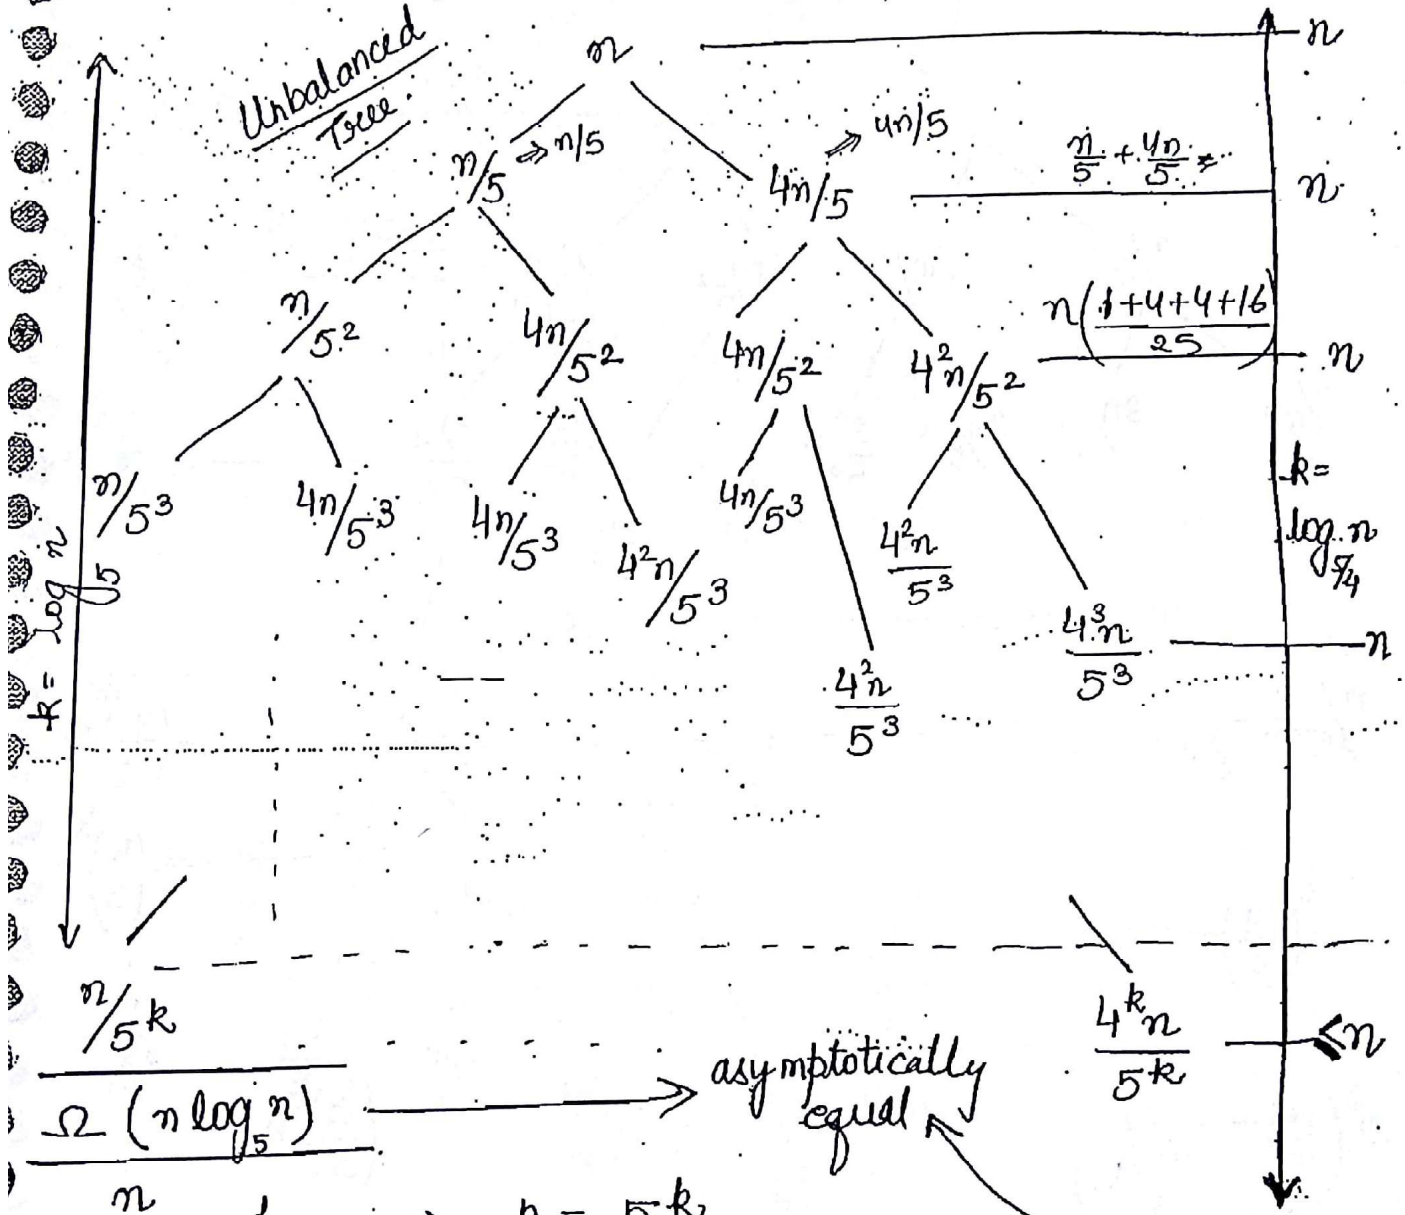 Unbalanced
Tree.
n
n
n/5 ⇒ n/5
4n/5 ⇒ 4n/5
n/5 + 4n/5 =
n
n/5²
4n/5²
4n/5²
4²n/5²
n(1+4+4+16/25)
n
n/5³
4n/5³
4n/5³
4²n/5³
4n/5³
4²n/5³
4²n/5³
4³n/5³
n
k = log₅ n
k=
log n
5/4
n/5ᵏ
4ᵏn/5ᵏ
≤n
Ω (n log₅ n)
asymptotically
equal
n